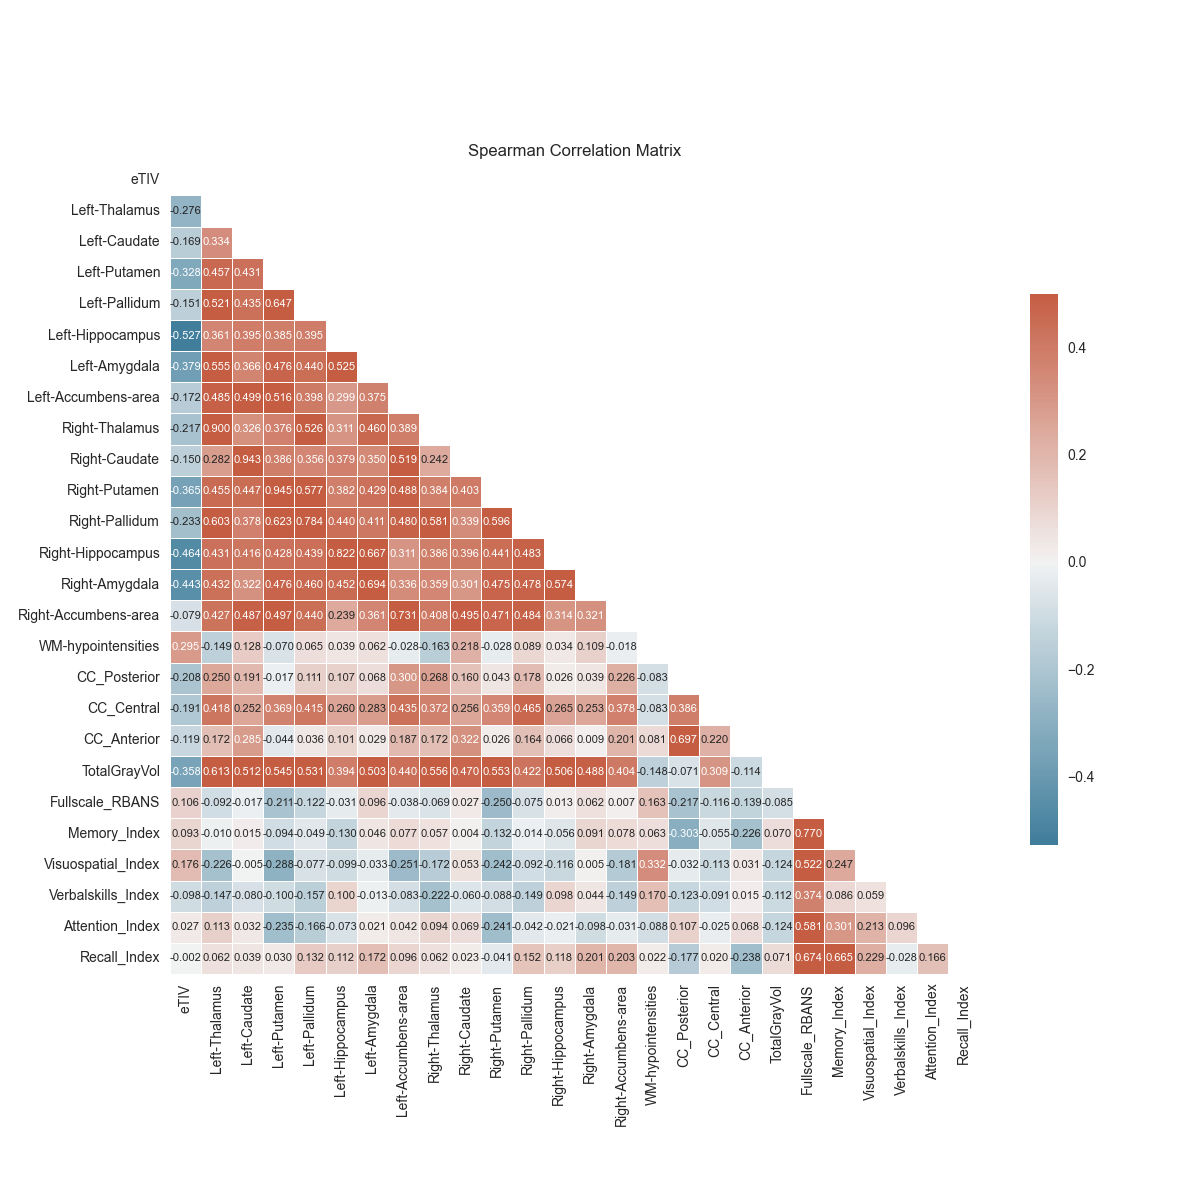 Spearman Correlation Matrix
eTIV
Left-Thalamus -0.276
Left-Caudate -0.169 0.334
Left-Putamen -0.328 0.457 0.431
Left-Pallidum -0.151 0.521 0.435 0.647
Left-Hippocampus -0.527 0.361 0.395 0.385 0.395
Left-Amygdala -0.379 0.555 0.366 0.476 0.440 0.525
Left-Accumbens-area -0.172 0.485 0.499 0.516 0.398 0.299 0.375
Right-Thalamus -0.217 0.900 0.326 0.376 0.526 0.311 0.460 0.389
Right-Caudate -0.150 0.282 0.943 0.386 0.356 0.379 0.350 0.519 0.242
Right-Putamen -0.365 0.455 0.447 0.945 0.577 0.382 0.429 0.488 0.384 0.403
Right-Pallidum -0.233 0.603 0.378 0.623 0.784 0.440 0.411 0.480 0.581 0.339 0.596
Right-Hippocampus -0.464 0.431 0.416 0.428 0.439 0.822 0.667 0.311 0.386 0.396 0.441 0.483
Right-Amygdala -0.443 0.432 0.322 0.476 0.460 0.452 0.694 0.336 0.359 0.301 0.475 0.478 0.574
Right-Accumbens-area -0.079 0.427 0.487 0.497 0.440 0.239 0.361 0.731 0.408 0.495 0.471 0.484 0.314 0.321
WM-hypointensities 0.295 -0.149 0.128 -0.070 0.065 0.039 0.062 -0.028 -0.163 0.218 -0.028 0.089 0.034 0.109 -0.018
CC_Posterior -0.208 0.250 0.191 -0.017 0.111 0.107 0.068 0.300 0.268 0.160 0.043 0.178 0.026 0.039 0.226 -0.083
CC_Central -0.191 0.418 0.252 0.369 0.415 0.260 0.283 0.435 0.372 0.256 0.359 0.465 0.265 0.253 0.378 -0.083 0.386
CC_Anterior -0.119 0.172 0.285 -0.044 0.036 0.101 0.029 0.187 0.172 0.322 0.026 0.164 0.066 0.009 0.201 0.081 0.697 0.220
TotalGrayVol -0.358 0.613 0.512 0.545 0.531 0.394 0.503 0.440 0.556 0.470 0.553 0.422 0.506 0.488 0.404 -0.148 -0.071 0.309 -0.114
Fullscale_RBANS 0.106 -0.092 -0.017 -0.211 -0.122 -0.031 0.096 -0.038 -0.069 0.027 -0.250 -0.075 0.013 0.062 0.007 0.163 -0.217 -0.116 -0.139 -0.085
Memory_Index 0.093 -0.010 0.015 -0.094 -0.049 -0.130 0.046 0.077 0.057 0.004 -0.132 -0.014 -0.056 0.091 0.078 0.063 -0.303 -0.055 -0.226 0.070 0.770
Visuospatial_Index 0.176 -0.226 -0.005 -0.288 -0.077 -0.099 -0.033 -0.251 -0.172 0.053 -0.242 -0.092 -0.116 0.005 -0.181 0.332 -0.032 -0.113 0.031 -0.124 0.522 0.247
Verbalskills_Index -0.098 -0.147 -0.080 -0.100 -0.157 0.100 -0.013 -0.083 -0.222 -0.060 -0.088 -0.149 0.098 0.044 -0.149 0.170 -0.123 -0.091 0.015 -0.112 0.374 0.086 0.059
Attention_Index 0.027 0.113 0.032 -0.235 -0.166 -0.073 0.021 0.042 0.094 0.069 -0.241 -0.042 -0.021 -0.098 -0.031 -0.088 0.107 -0.025 0.068 -0.124 0.581 0.301 0.213 0.096
Recall_Index -0.002 0.062 0.039 0.030 0.132 0.112 0.172 0.096 0.062 0.023 -0.041 0.152 0.118 0.201 0.203 0.022 -0.177 0.020 -0.238 0.071 0.674 0.665 0.229 -0.028 0.166
eTIV
Left-Thalamus
Left-Caudate
Left-Putamen
Left-Pallidum
Left-Hippocampus
Left-Amygdala
Left-Accumbens-area
Right-Thalamus
Right-Caudate
Right-Putamen
Right-Pallidum
Right-Hippocampus
Right-Amygdala
Right-Accumbens-area
WM-hypointensities
CC_Posterior
CC_Central
CC_Anterior
TotalGrayVol
Fullscale_RBANS
Memory_Index
Visuospatial_Index
Verbalskills_Index
Attention_Index
Recall_Index
0.4
0.2
0.0
−0.2
−0.4